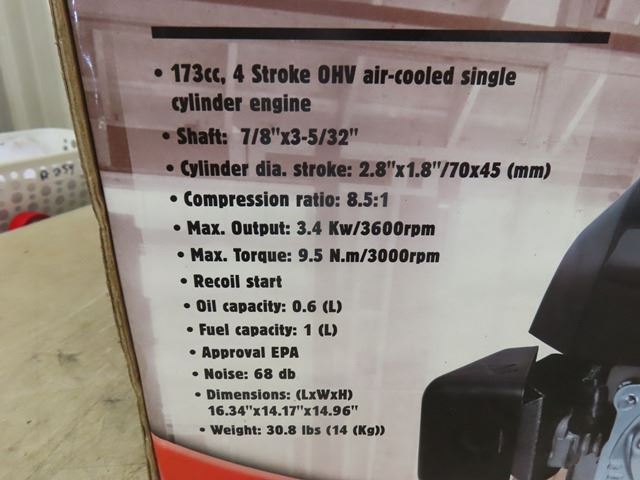 • 173cc, 4 Stroke OHV air-cooled single
cylinder engine
• Shaft: 7/8"x3-5/32"
• Cylinder dia. stroke: 2.8"x1.8"/70x45 (mm)
• Compression ratio: 8.5:1
• Max. Output: 3.4 Kw/3600rpm
• Max. Torque: 9.5 N.m/3000rpm
• Recoil start
• Oil capacity: 0.6 (L)
• Fuel capacity: 1 (L)
• Approval EPA
• Noise: 68 db
• Dimensions: (LxWxH)
16.34"x14.17"x14.96"
• Weight: 30.8 lbs (14 (Kg))